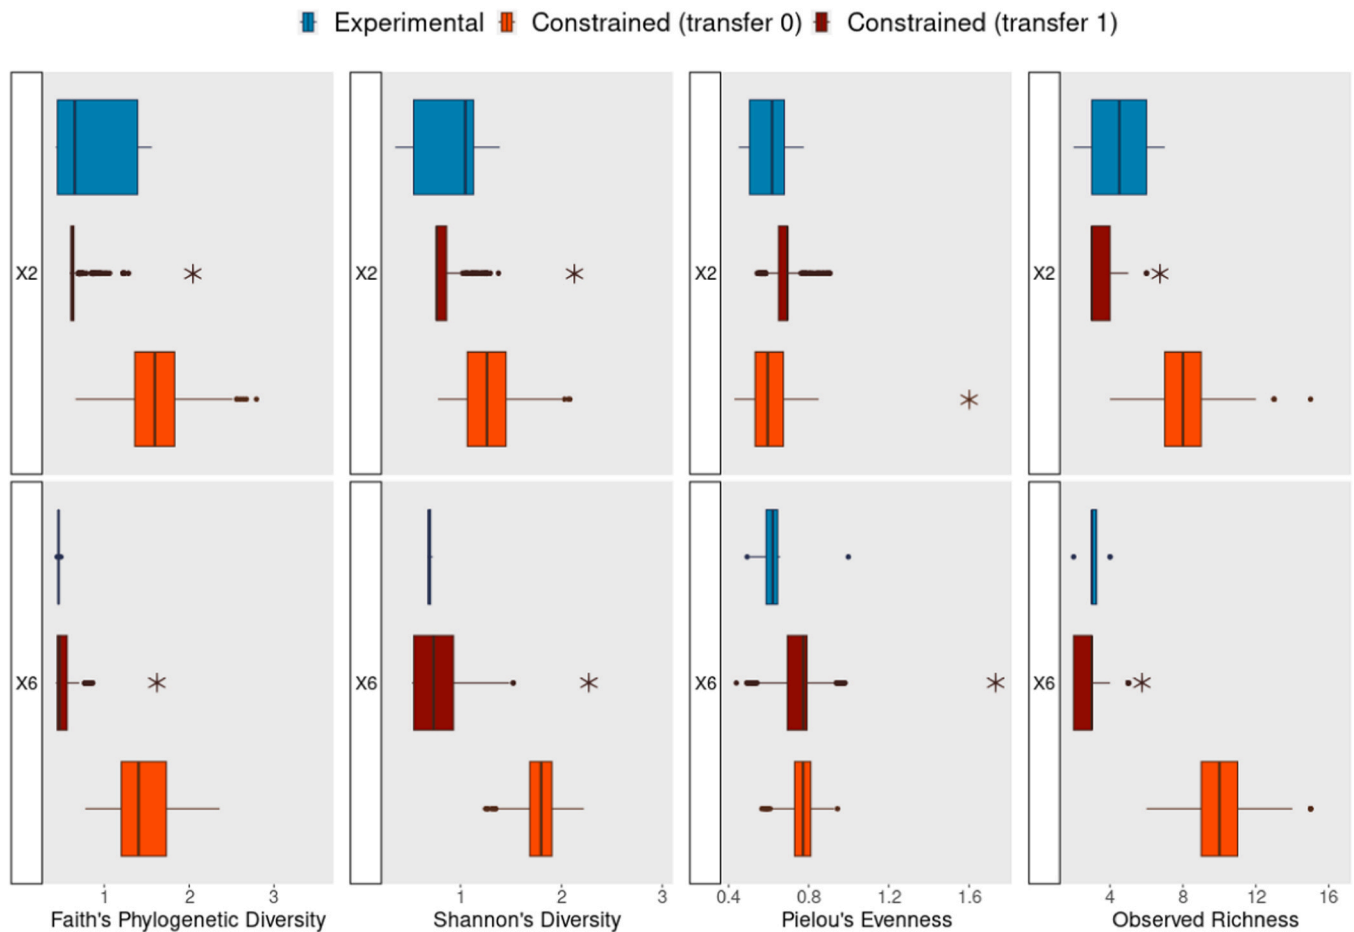 Experimental Constrained (transfer 0) Constrained (transfer 1)
X2 X2 X2 X2
X6 X6 X6 X6
1 2 3 1 2 3 0.4 0.8 1.2 1.6 4 8 12 16
Faith's Phylogenetic Diversity Shannon's Diversity Pielou's Evenness Observed Richness